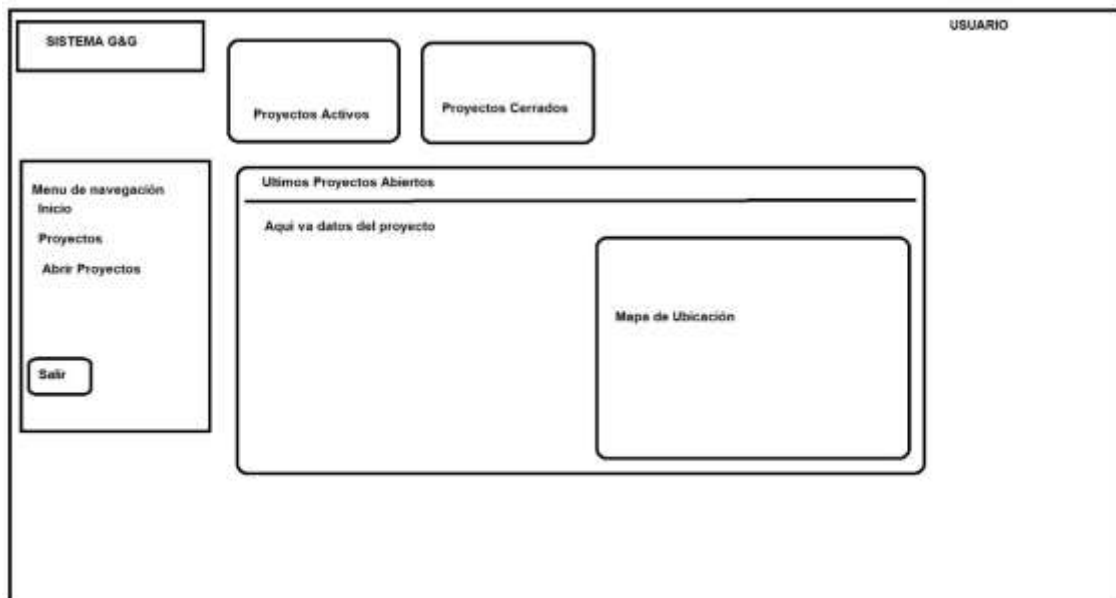 SISTEMA G&G
USUARIO
Proyectos Activos
Proyectos Cerrados
Menu de navegación
Inicio
Proyectos
Abrir Proyectos
Salir
Ultimos Proyectos Abiertos
Aqui va datos del proyecto
Mapa de Ubicación